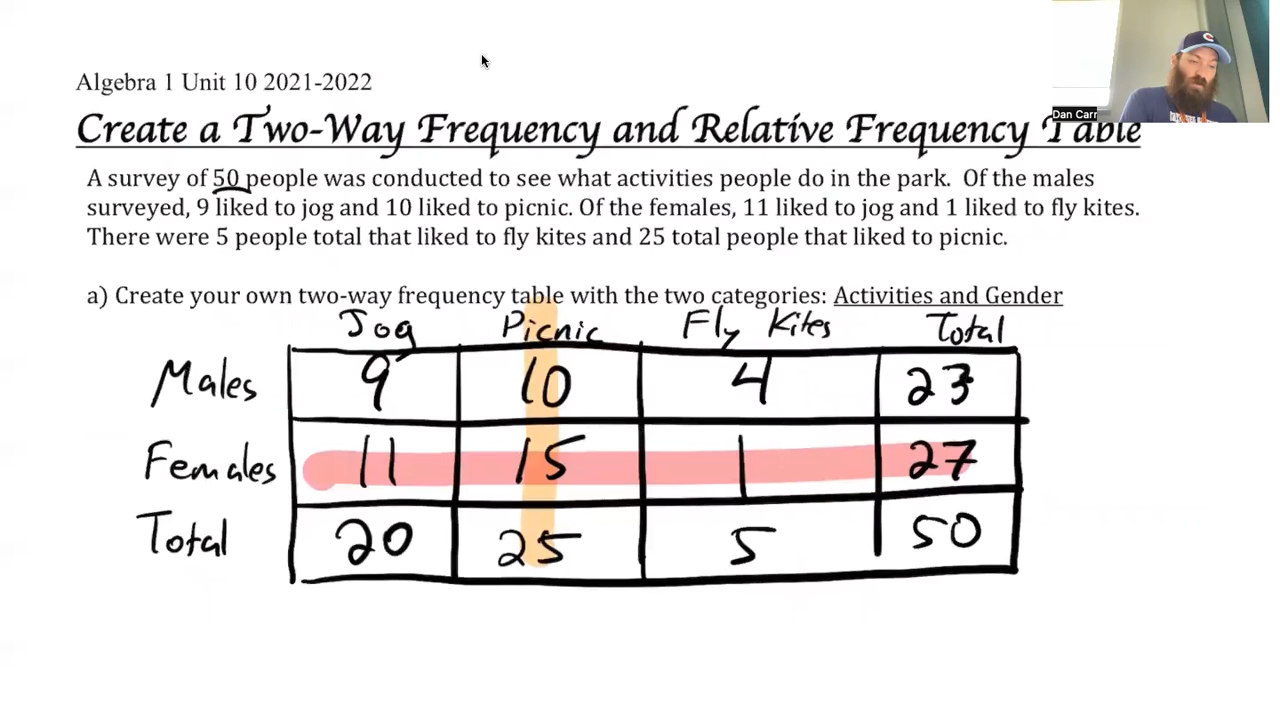 Algebra 1 Unit 10 2021-2022
Dan Carr
Create a Two-Way Frequency and Relative Frequency Table
A survey of 50 people was conducted to see what activities people do in the park. Of the males
surveyed, 9 liked to jog and 10 liked to picnic. Of the females, 11 liked to jog and 1 liked to fly kites.
There were 5 people total that liked to fly kites and 25 total people that liked to picnic.
a) Create your own two-way frequency table with the two categories: Activities and Gender
Jog Picnic Fly Kites Total
Males 9 10 4 23
Females 11 15 1 27
Total 20 25 5 50